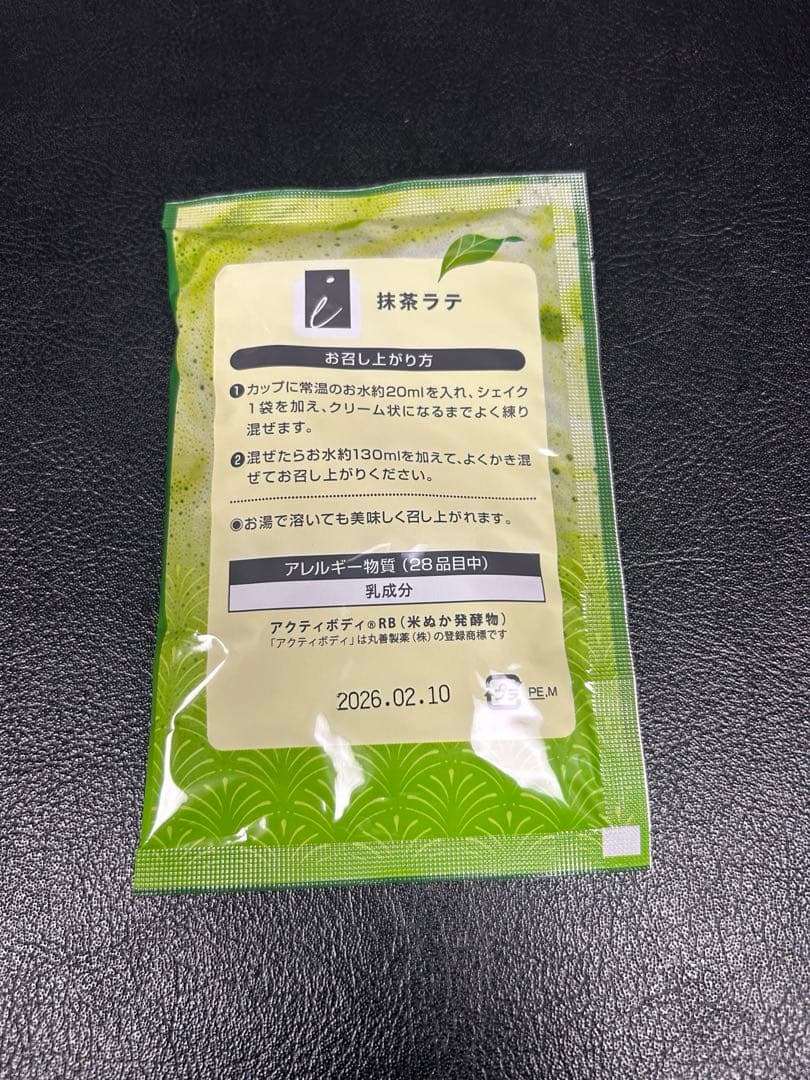 抹茶ラテ
お召し上がり方
❶カップに常温のお水約20mlを入れ、シェイク
1袋を加え、クリーム状になるまでよく練り
混ぜます。
❷混ぜたらお水約130mlを加えて、よくかき混
ぜてお召し上がりください。
◉お湯で溶いても美味しく召し上がれます。
アレルギー物質（28品目中）
乳成分
アクティボディ®RB（米ぬか発酵物）
「アクティボディ」は丸善製薬（株）の登録商標です
2026.02.10
プラ PE,M